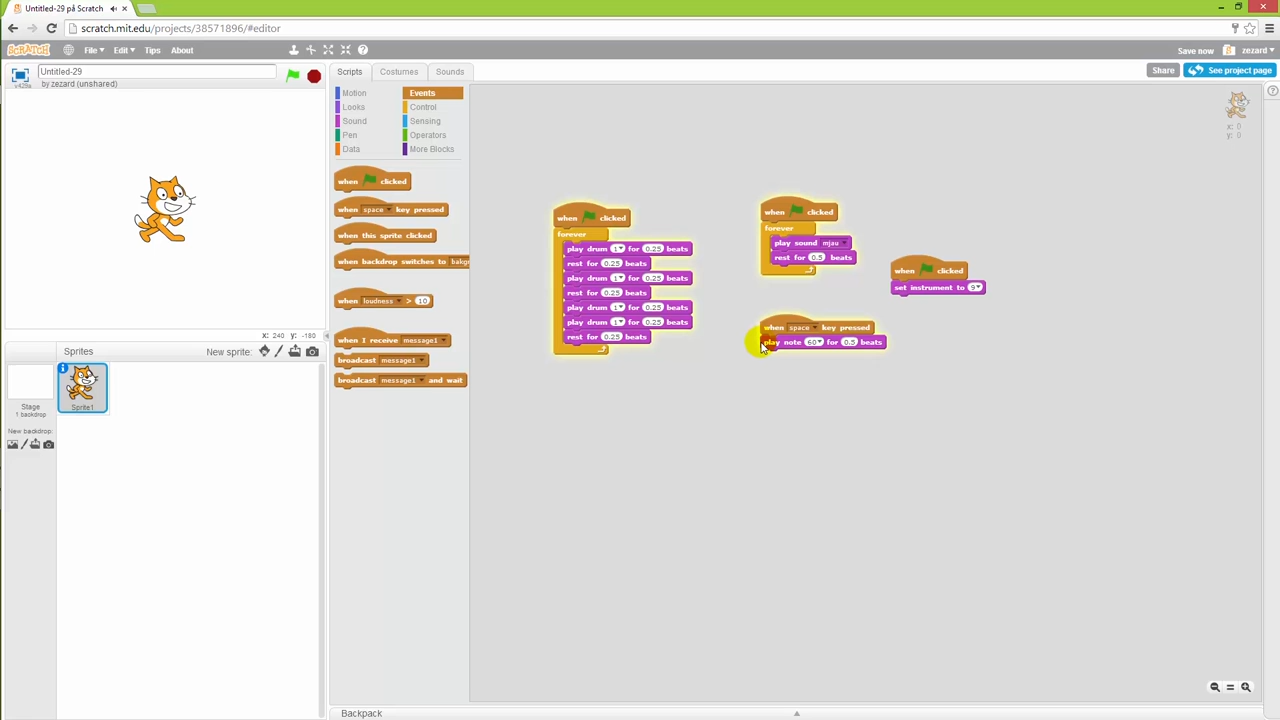 Untitled-29 på Scratch
scratch.mit.edu/projects/38571896/#editor
SCRATCH File Edit Tips About Save now zezard
Untitled-29
by zezard (unshared)
v429a
Scripts Costumes Sounds
Share See project page
Motion Events
Looks Control
Sound Sensing
Pen Operators
Data More Blocks
x: 0
y: 0
when clicked
when space key pressed
when this sprite clicked
when backdrop switches to
when loudness > 10
when I receive message1
broadcast message1
broadcast message1 and wait
when clicked
forever
play drum 1 for 0.25 beats
rest for 0.25 beats
play drum 1 for 0.25 beats
rest for 0.25 beats
play drum 1 for 0.25 beats
play drum 1 for 0.25 beats
rest for 0.25 beats
when clicked
forever
play sound mjau
rest for 0.5 beats
when clicked
set instrument to 9
when space key pressed
play note 60 for 0.5 beats
x: 240 y: -180
Sprites New sprite:
Stage
1 backdrop
New backdrop:
Sprite1
Backpack